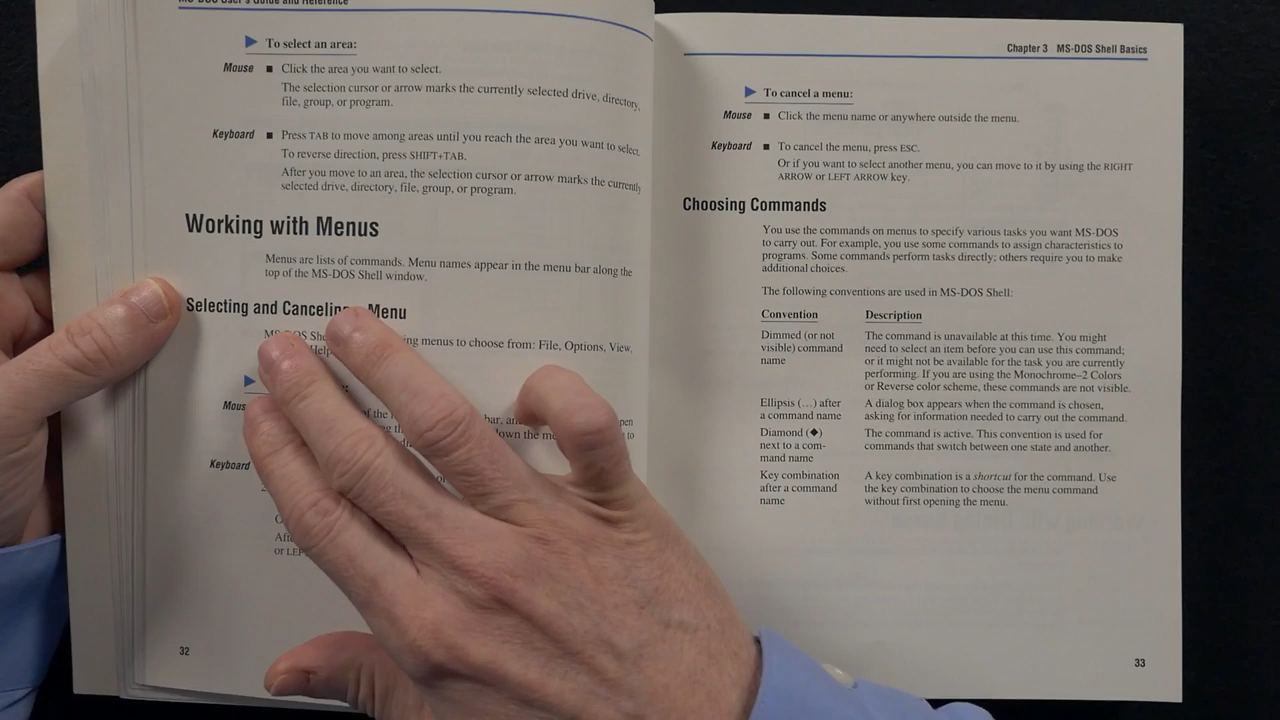 MS-DOS User's Guide and Reference
To select an area:
Mouse ■ Click the area you want to select.
The selection cursor or arrow marks the currently selected drive, directory,
file, group, or program.
Keyboard ■ Press TAB to move among areas until you reach the area you want to select.
To reverse direction, press SHIFT+TAB.
After you move to an area, the selection cursor or arrow marks the currently
selected drive, directory, file, group, or program.
Working with Menus
Menus are lists of commands. Menu names appear in the menu bar along the
top of the MS-DOS Shell window.
Selecting and Canceling Menu
menus to choose from: File, Options, View,
Help
of the bar,
down the to
Keyboard
or
32
Chapter 3 MS-DOS Shell Basics
To cancel a menu:
Mouse ■ Click the menu name or anywhere outside the menu.
Keyboard ■ To cancel the menu, press ESC.
Or if you want to select another menu, you can move to it by using the RIGHT
ARROW or LEFT ARROW key.
Choosing Commands
You use the commands on menus to specify various tasks you want MS-DOS
to carry out. For example, you use some commands to assign characteristics to
programs. Some commands perform tasks directly; others require you to make
additional choices.
The following conventions are used in MS-DOS Shell:
Convention Description
Dimmed (or not The command is unavailable at this time. You might
visible) command need to select an item before you can use this command;
name or it might not be available for the task you are currently
performing. If you are using the Monochrome–2 Colors
or Reverse color scheme, these commands are not visible.
Ellipsis (...) after A dialog box appears when the command is chosen,
a command name asking for information needed to carry out the command.
Diamond (◆) The command is active. This convention is used for
next to a com- commands that switch between one state and another.
mand name
Key combination A key combination is a shortcut for the command. Use
after a command the key combination to choose the menu command
name without first opening the menu.
33